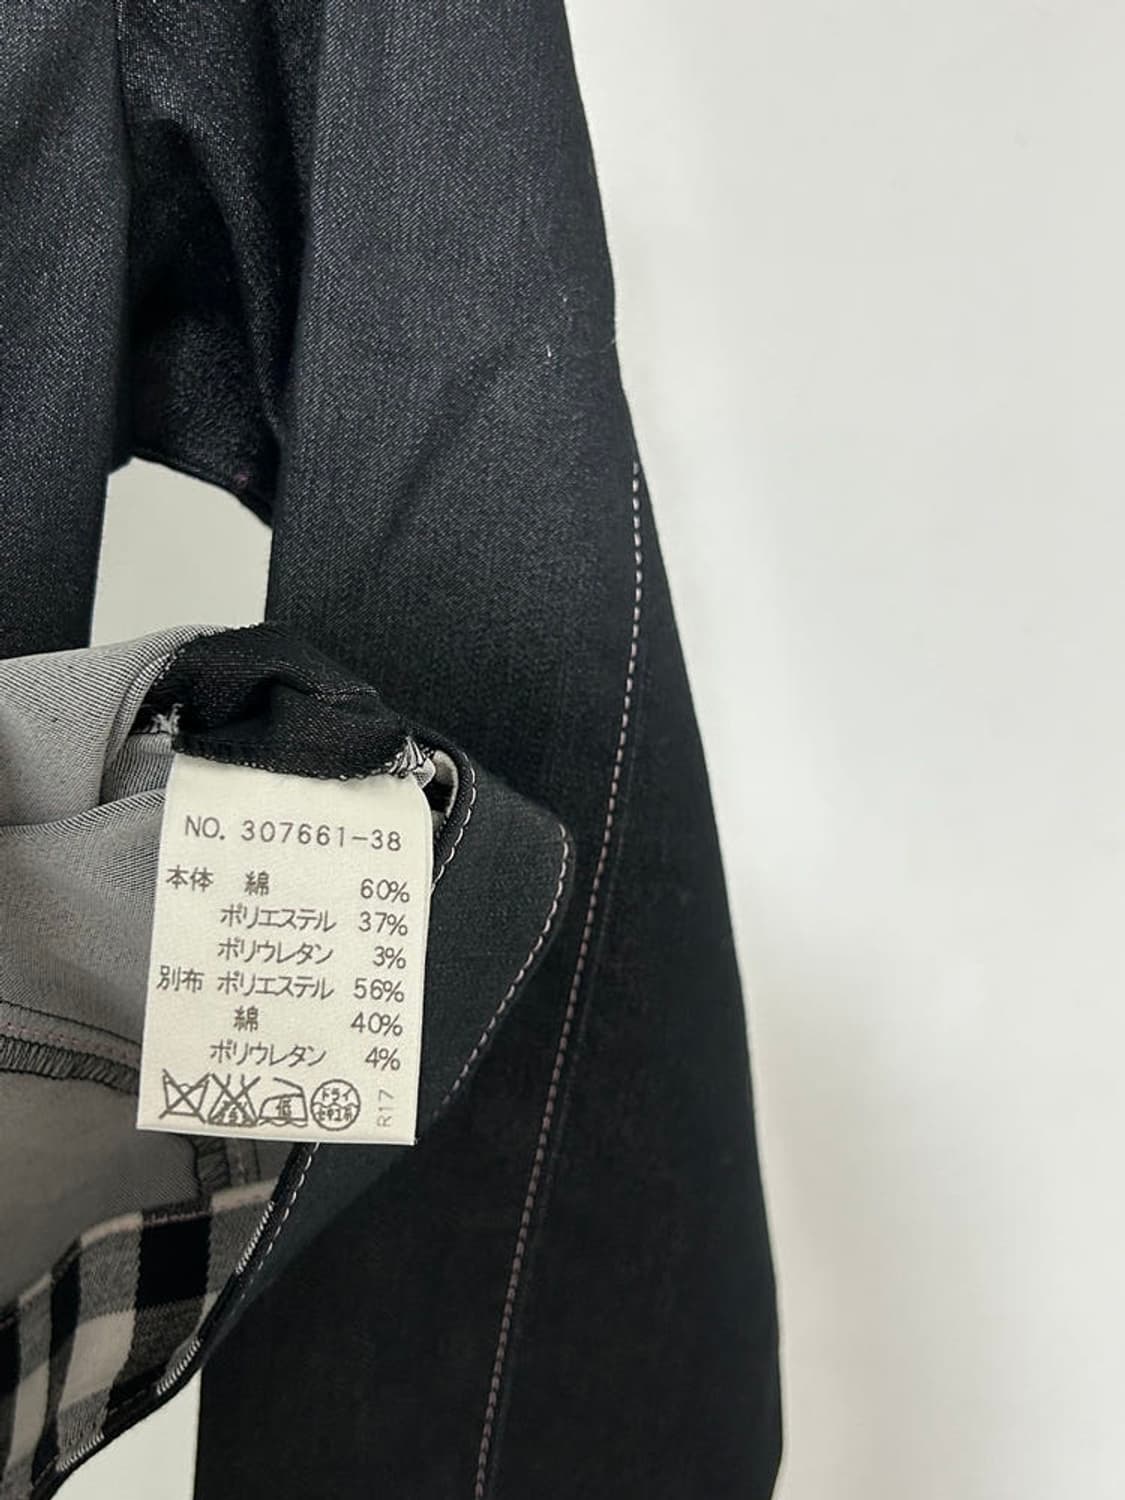 NO. 307661-38
本体 綿 60%
ポリエステル 37%
ポリウレタン 3%
別布 ポリエステル 56%
綿 40%
ポリウレタン 4%
低 ドライ
R17